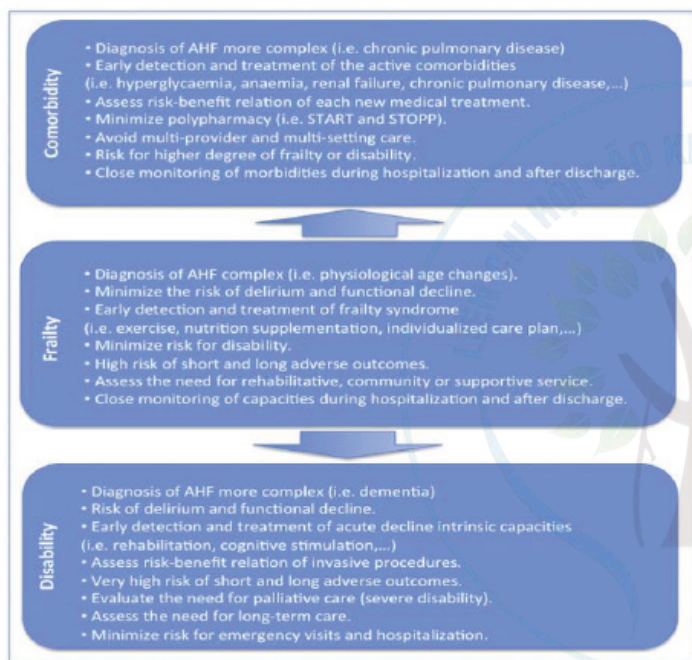 Comorbidity
• Diagnosis of AHF more complex (i.e. chronic pulmonary disease)
• Early detection and treatment of the active comorbidities
(i.e. hyperglycaemia, anaemia, renal failure, chronic pulmonary disease,...)
• Assess risk-benefit relation of each new medical treatment.
• Minimize polypharmacy (i.e. START and STOPP).
• Avoid multi-provider and multi-setting care.
• Risk for higher degree of frailty or disability.
• Close monitoring of morbidities during hospitalization and after discharge.
Frailty
• Diagnosis of AHF complex (i.e. physiological age changes).
• Minimize the risk of delirium and functional decline.
• Early detection and treatment of frailty syndrome
(i.e. exercise, nutrition supplementation, individualized care plan,...)
• Minimize risk for disability.
• High risk of short and long adverse outcomes.
• Assess the need for rehabilitative, community or supportive service.
• Close monitoring of capacities during hospitalization and after discharge.
Disability
• Diagnosis of AHF more complex (i.e. dementia)
• Risk of delirium and functional decline.
• Early detection and treatment of acute decline intrinsic capacities
(i.e. rehabilitation, cognitive stimulation,...)
• Assess risk-benefit relation of invasive procedures.
• Very high risk of short and long adverse outcomes.
• Evaluate the need for palliative care (severe disability).
• Assess the need for long-term care.
• Minimize risk for emergency visits and hospitalization.
LIÊN CHI HỘI LÃO